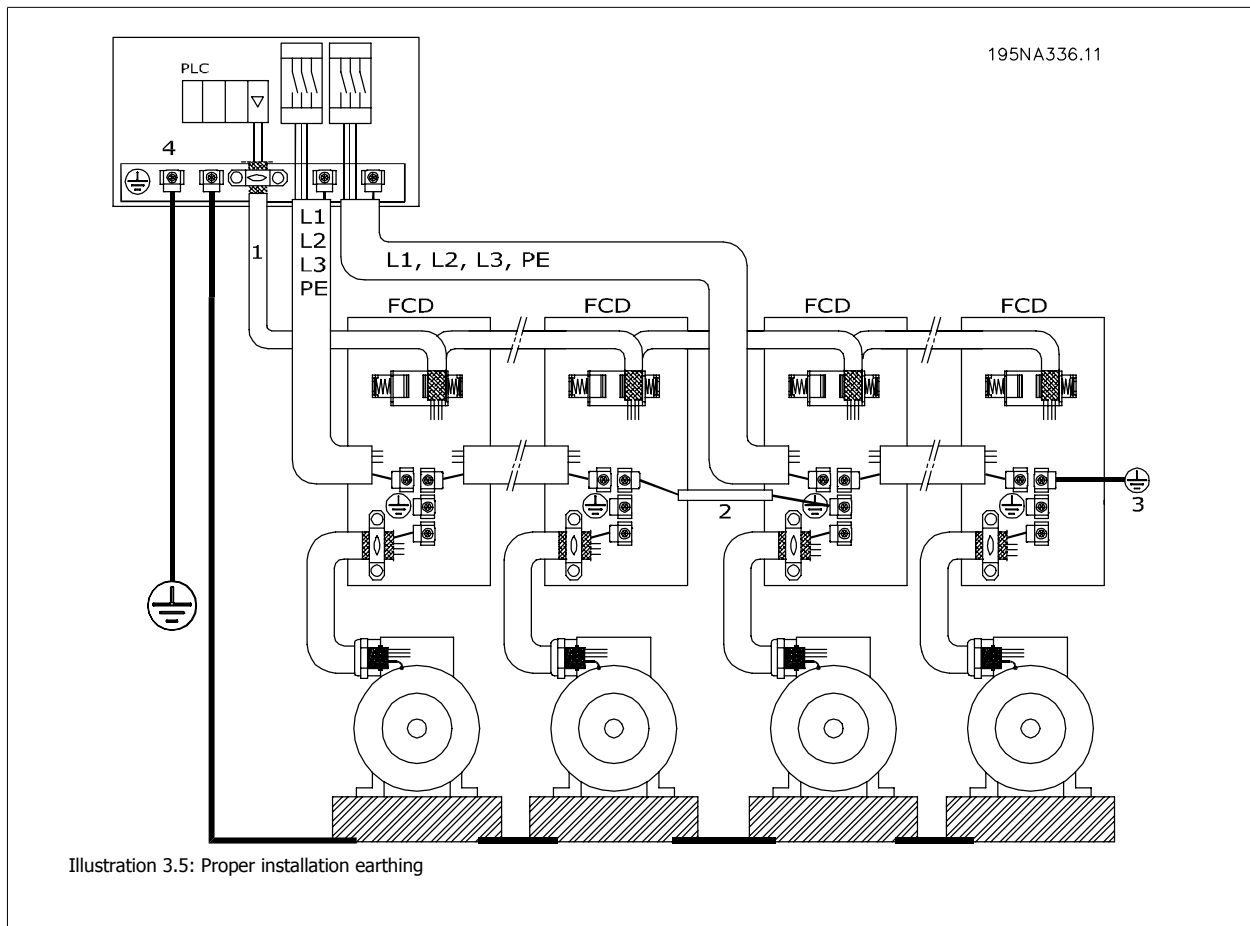 195NA336.11
PLC
4
1
L1
L2
L3
PE
L1, L2, L3, PE
FCD
FCD
FCD
FCD
2
3
Illustration 3.5: Proper installation earthing